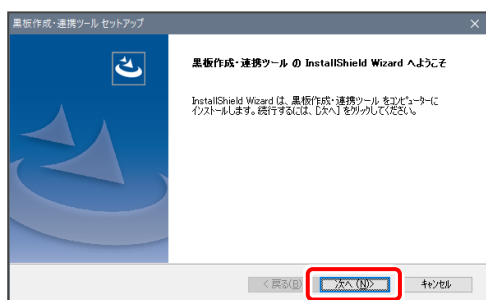 黒板作成・連携ツール セットアップ
黒板作成・連携ツール の InstallShield Wizard へようこそ
InstallShield Wizard は、黒板作成・連携ツール をコンピューターに
インストールします。続行するには、[次へ] をクリックしてください。
< 戻る(B)
次へ (N)>
キャンセル